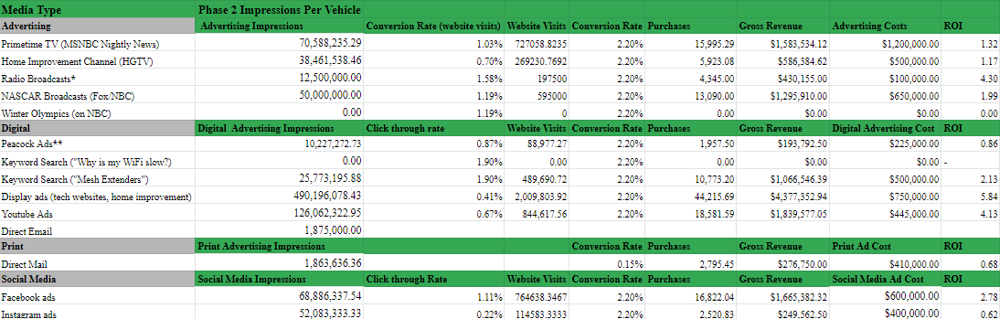 Media Type Phase 2 Impressions Per Vehicle
Advertising Advertising Impressions Conversion Rate (website visits) Website Visits Conversion Rate Purchases Gross Revenue Advertising Costs ROI
Primetime TV (MSNBC Nightly News) 70,588,235.29 1.03% 727058.8235 2.20% 15,995.29 $1,583,534.12 $1,200,000.00 1.32
Home Improvement Channel (HGTV) 38,461,538.46 0.70% 269230.7692 2.20% 5,923.08 $586,384.62 $500,000.00 1.17
Radio Broadcasts* 12,500,000.00 1.58% 197500 2.20% 4,345.00 $430,155.00 $100,000.00 4.30
NASCAR Broadcasts (Fox/NBC) 50,000,000.00 1.19% 595000 2.20% 13,090.00 $1,295,910.00 $650,000.00 1.99
Winter Olympics (on NBC) 0.00 1.19% 0 2.20% 0.00 $0.00 $0.00 0.00
Digital Digital Advertising Impressions Click through rate Website Visits Conversion Rate Purchases Gross Revenue Digital Advertising Cost ROI
Peacock Ads** 10,227,272.73 0.87% 88,977.27 2.20% 1,957.50 $193,792.50 $225,000.00 0.86
Keyword Search ("Why is my WiFi slow?) 0.00 1.90% 0.00 2.20% 0.00 $0.00 $0.00 -
Keyword Search ("Mesh Extenders") 25,773,195.88 1.90% 489,690.72 2.20% 10,773.20 $1,066,546.39 $500,000.00 2.13
Display ads (tech websites, home improvement) 490,196,078.43 0.41% 2,009,803.92 2.20% 44,215.69 $4,377,352.94 $750,000.00 5.84
Youtube Ads 126,062,322.95 0.67% 844,617.56 2.20% 18,581.59 $1,839,577.05 $445,000.00 4.13
Direct Email 1,875,000.00
Print Print Advertising Impressions Conversion Rate Purchases Gross Revenue Print Ad Cost ROI
Direct Mail 1,863,636.36 0.15% 2,795.45 $276,750.00 $410,000.00 0.68
Social Media Social Media Impressions Click through Rate Website Visits Conversion Rate Purchases Gross Revenue Social Media Ad Cost ROI
Facebook ads 68,886,337.54 1.11% 764638.3467 2.20% 16,822.04 $1,665,382.32 $600,000.00 2.78
Instagram ads 52,083,333.33 0.22% 114583.3333 2.20% 2,520.83 $249,562.50 $400,000.00 0.62